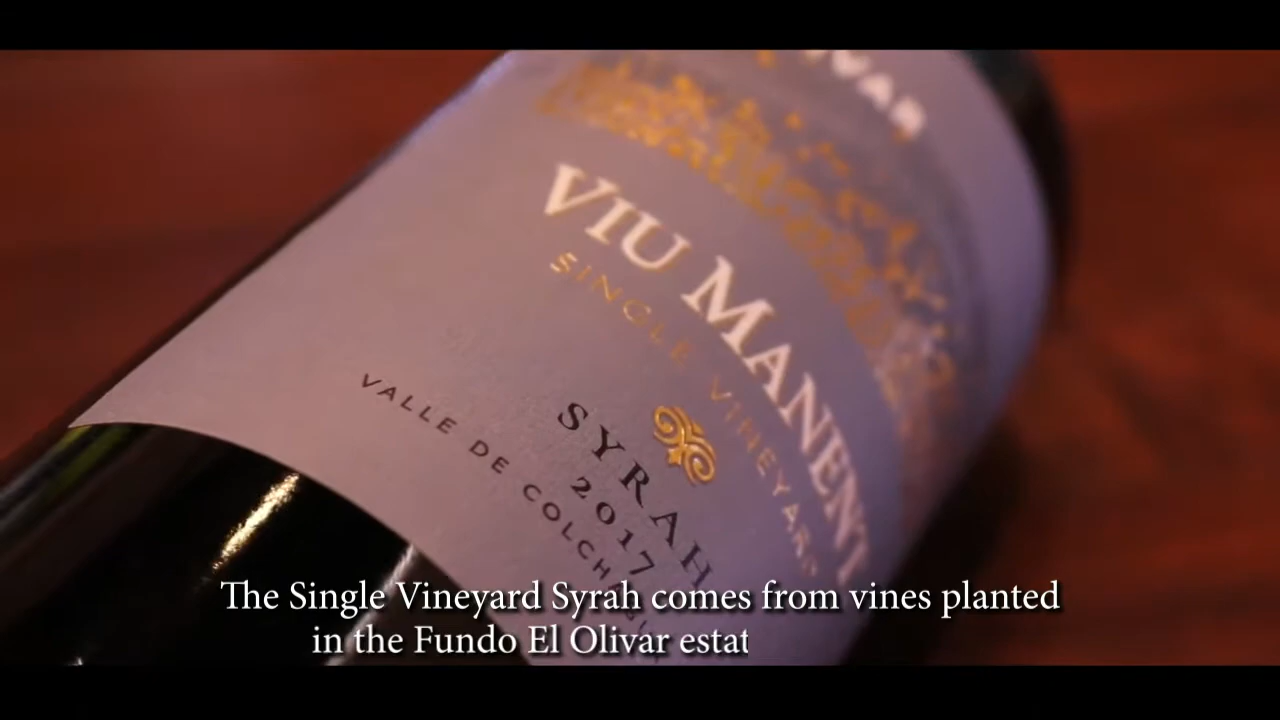 VIU MANENT
SINGLE VINEYARD
SYRAH
2017
VALLE DE
The Single Vineyard Syrah comes from vines planted
in the Fundo El Olivar estat